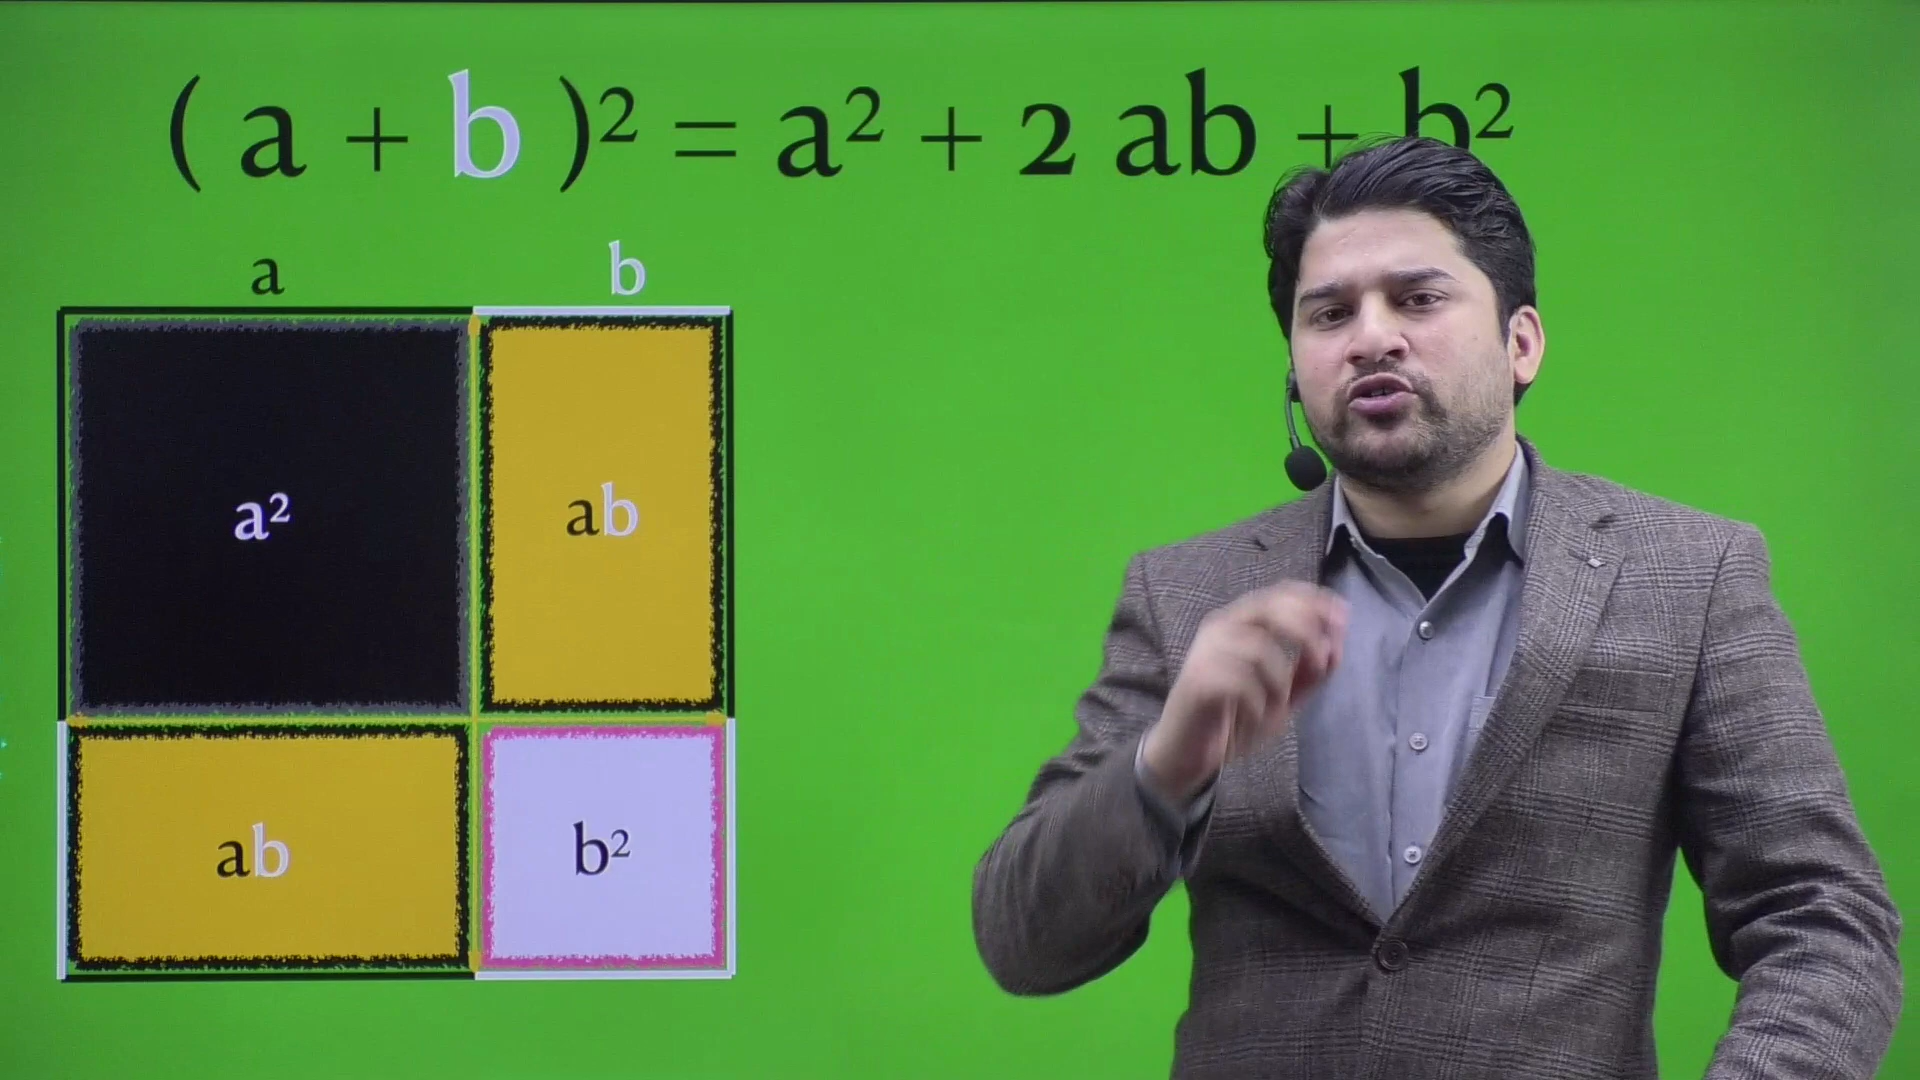 ( a + b )² = a² + 2 ab + b²
a b
a² ab
ab b²